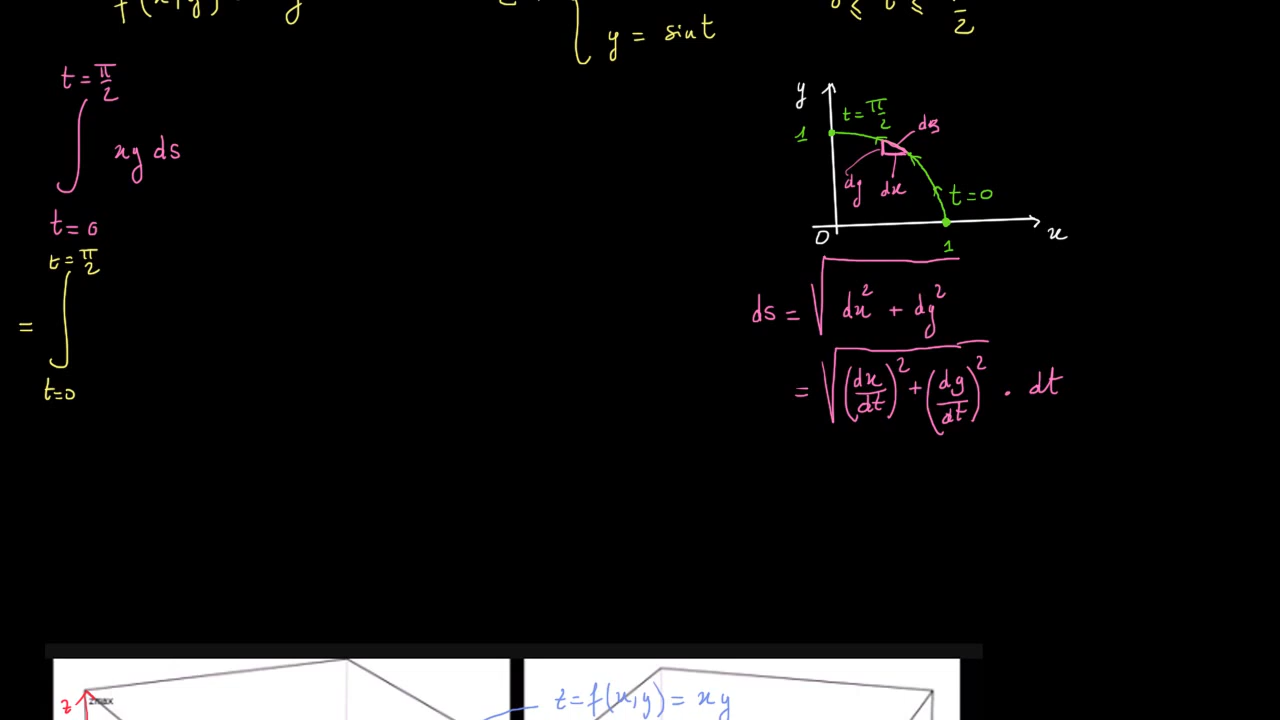 y = sin t
t = π/2
∫ xy ds
t = 0
t = π/2
= ∫
t=0
y
t = π/2
1
ds
dy dx
t=0
0
1
x
ds = √(dx² + dy²)
= √((dx/dt)² + (dy/dt)²) . dt
z
zmax
z=f(x,y) = xy